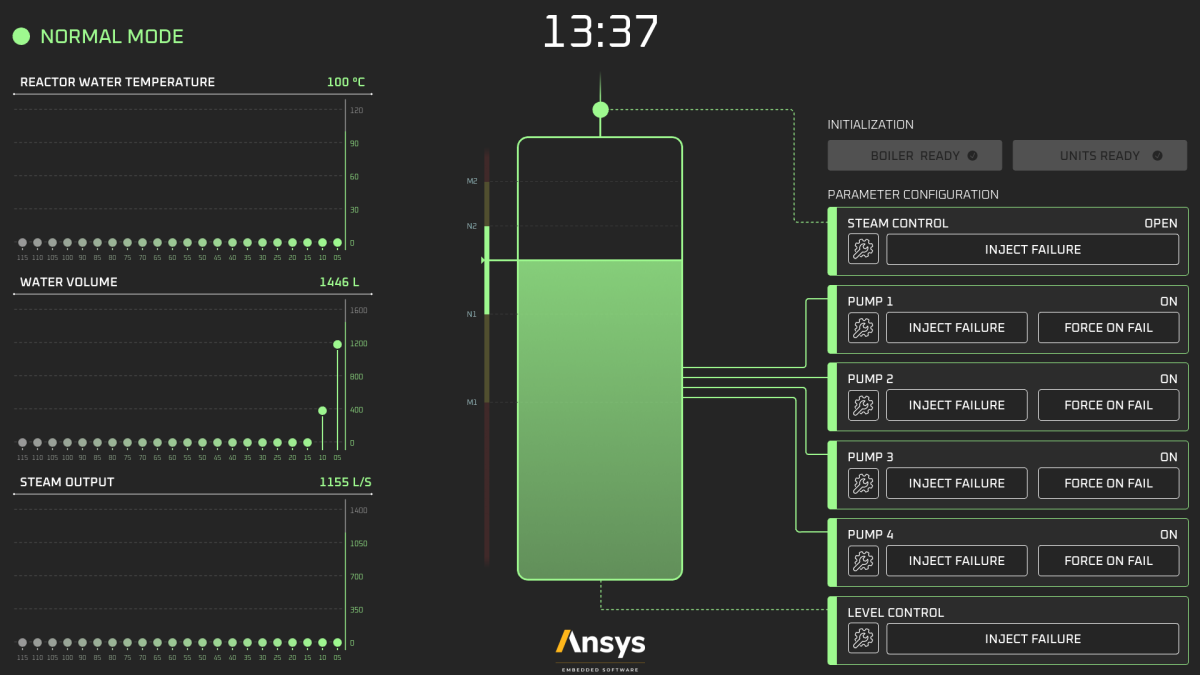 NORMAL MODE
13:37
REACTOR WATER TEMPERATURE 100 ºC
120
90
60
30
0
115 110 105 100 90 85 80 75 70 65 60 55 50 45 40 35 30 25 20 15 10 05
WATER VOLUME 1446 L
1600
1200
800
400
0
115 110 105 100 90 85 80 75 70 65 60 55 50 45 40 35 30 25 20 15 10 05
STEAM OUTPUT 1155 L/S
1400
1050
700
350
0
115 110 105 100 90 85 80 75 70 65 60 55 50 45 40 35 30 25 20 15 10 05
M2
N2
N1
M1
Ansys
EMBEDDED SOFTWARE
INITIALIZATION
BOILER READY UNITS READY
PARAMETER CONFIGURATION
STEAM CONTROL OPEN
INJECT FAILURE
PUMP 1 ON
INJECT FAILURE FORCE ON FAIL
PUMP 2 ON
INJECT FAILURE FORCE ON FAIL
PUMP 3 ON
INJECT FAILURE FORCE ON FAIL
PUMP 4 ON
INJECT FAILURE FORCE ON FAIL
LEVEL CONTROL
INJECT FAILURE